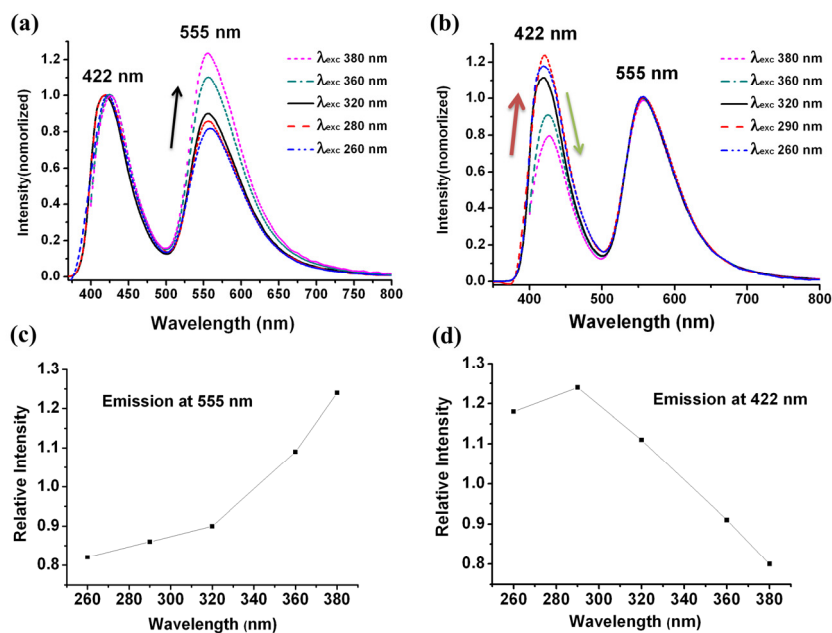 (a)
422 nm
555 nm
λexc 380 nm
λexc 360 nm
λexc 320 nm
λexc 280 nm
λexc 260 nm
Intensity(nomorlized)
1.2
1.0
0.8
0.6
0.4
0.2
0.0
400 450 500 550 600 650 700 750 800
Wavelength (nm)
(b)
422 nm
555 nm
λexc 380 nm
λexc 360 nm
λexc 320 nm
λexc 290 nm
λexc 260 nm
Intensity(nomorlized)
1.2
1.0
0.8
0.6
0.4
0.2
0.0
400 500 600 700 800
Wavelength (nm)
(c)
Emission at 555 nm
Relative Intensity
1.3
1.2
1.1
1.0
0.9
0.8
260 280 300 320 340 360 380
Wavelength (nm)
(d)
Emission at 422 nm
Relative Intensity
1.3
1.2
1.1
1.0
0.9
0.8
260 280 300 320 340 360 380
Wavelength (nm)